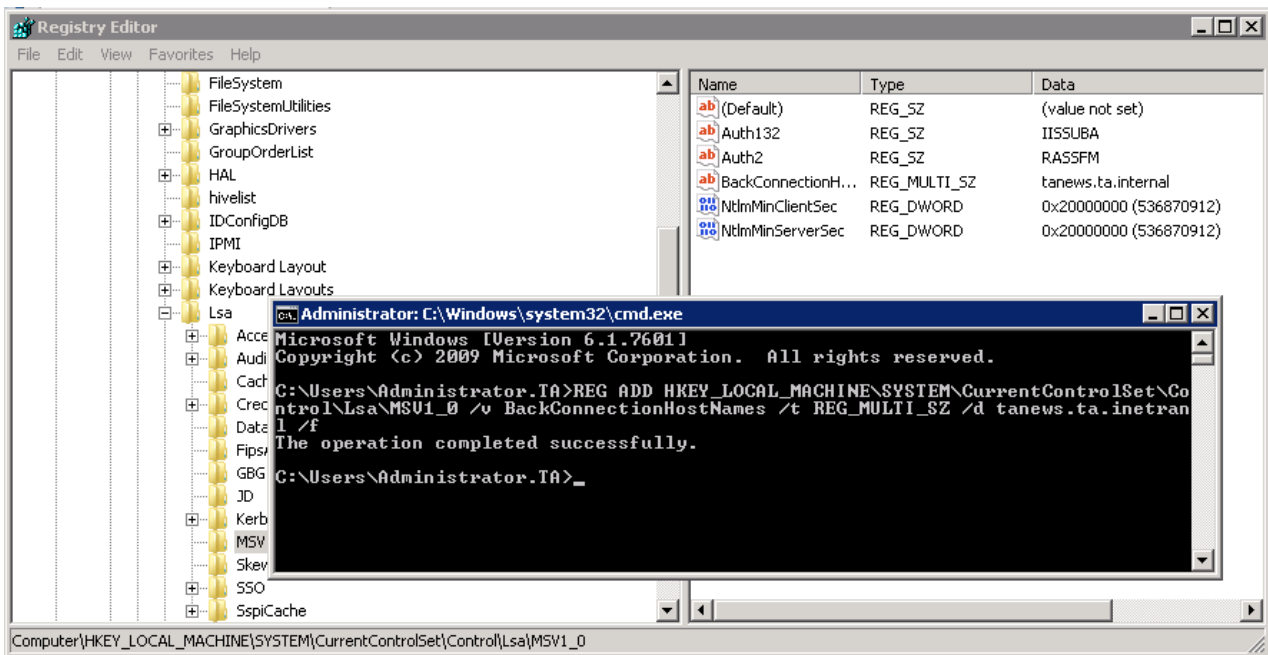 Registry Editor
File Edit View Favorites Help
FileSystem
FileSystemUtilities
GraphicsDrivers
GroupOrderList
HAL
hivelist
IDConfigDB
IPMI
Keyboard Layout
Keyboard Layouts
Lsa
Acce
Audi
Cach
Cred
Data
Fips
GBG
JD
Kerb
MSV
Skew
SSO
SspiCache
Name Type Data
(Default) REG_SZ (value not set)
Auth132 REG_SZ IISSUBA
Auth2 REG_SZ RASSFM
BackConnectionH... REG_MULTI_SZ tanews.ta.internal
NtlmMinClientSec REG_DWORD 0x20000000 (536870912)
NtlmMinServerSec REG_DWORD 0x20000000 (536870912)
Administrator: C:\Windows\system32\cmd.exe
Microsoft Windows [Version 6.1.7601]
Copyright (c) 2009 Microsoft Corporation. All rights reserved.
C:\Users\Administrator.TA>REG ADD HKEY_LOCAL_MACHINE\SYSTEM\CurrentControlSet\Co
ntrol\Lsa\MSV1_0 /v BackConnectionHostNames /t REG_MULTI_SZ /d tanews.ta.inetran
l /f
The operation completed successfully.
C:\Users\Administrator.TA>_
Computer\HKEY_LOCAL_MACHINE\SYSTEM\CurrentControlSet\Control\Lsa\MSV1_0